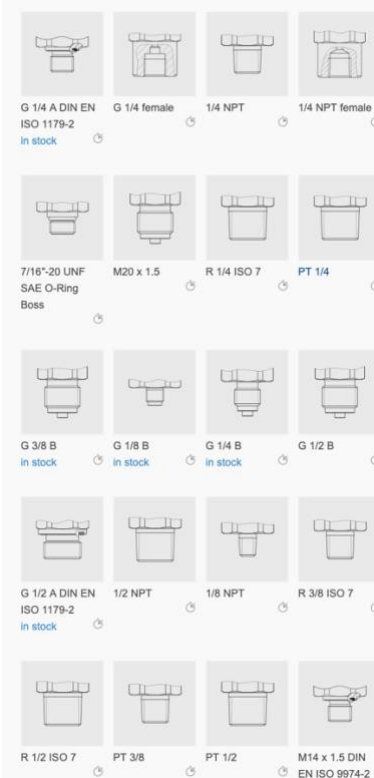 G 1/4 A DIN EN
ISO 1179-2
in stock
G 1/4 female
1/4 NPT
1/4 NPT female
7/16"-20 UNF
SAE O-Ring
Boss
M20 x 1.5
R 1/4 ISO 7
PT 1/4
G 3/8 B
in stock
G 1/8 B
in stock
G 1/4 B
in stock
G 1/2 B
G 1/2 A DIN EN
ISO 1179-2
in stock
1/2 NPT
1/8 NPT
R 3/8 ISO 7
R 1/2 ISO 7
PT 3/8
PT 1/2
M14 x 1.5 DIN
EN ISO 9974-2